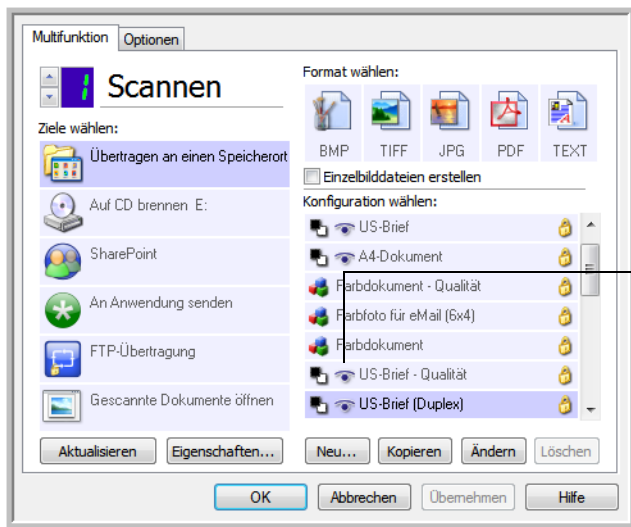 Multifunktion Optionen
1 Scannen
Ziele wählen:
Übertragen an einen Speicherort
Auf CD brennen E:
SharePoint
An Anwendung senden
FTP-Übertragung
Gescannte Dokumente öffnen
Aktualisieren Eigenschaften...
Format wählen:
BMP TIFF JPG PDF TEXT
Einzelbilddateien erstellen
Konfiguration wählen:
US-Brief
A4-Dokument
Farbdokument - Qualität
Farbfoto für eMail (6x4)
Farbdokument
US-Brief - Qualität
US-Brief (Duplex)
Neu... Kopieren Ändern Löschen
OK Abbrechen Übernehmen Hilfe